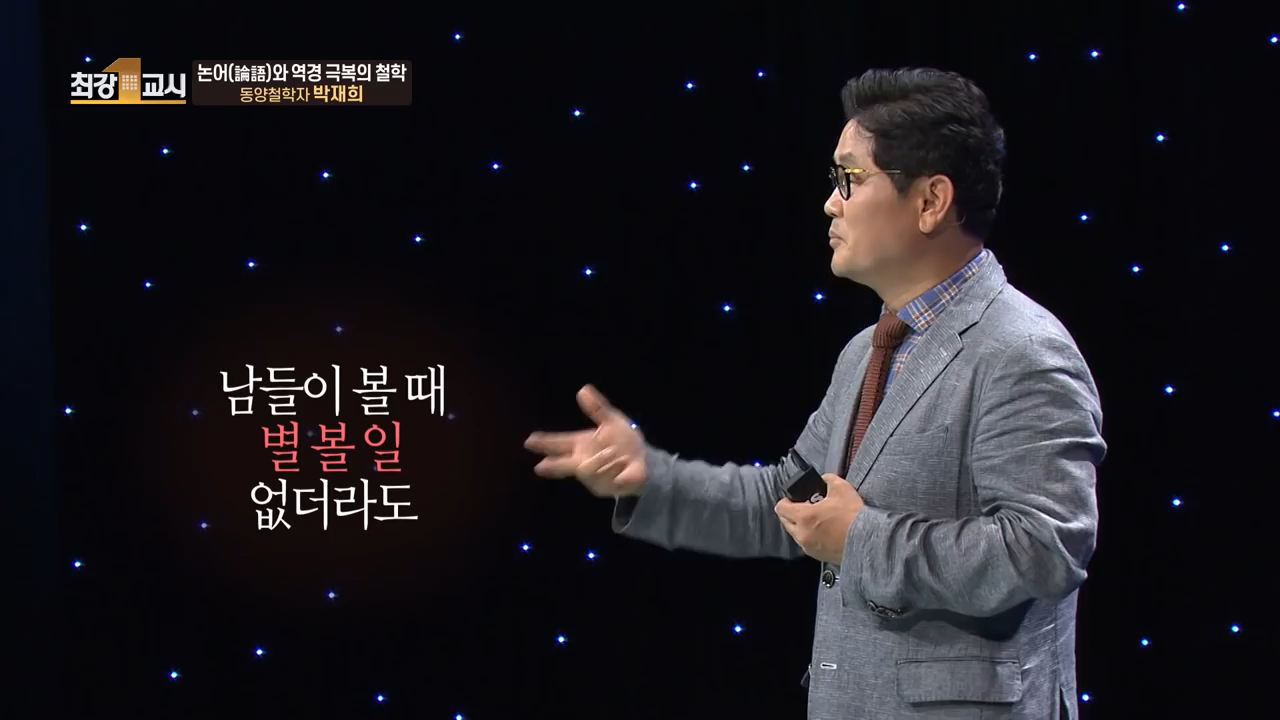 최강1교시
논어(論語)와 역경 극복의 철학
동양철학자 박재희
남들이 볼 때
별 볼 일
없더라도